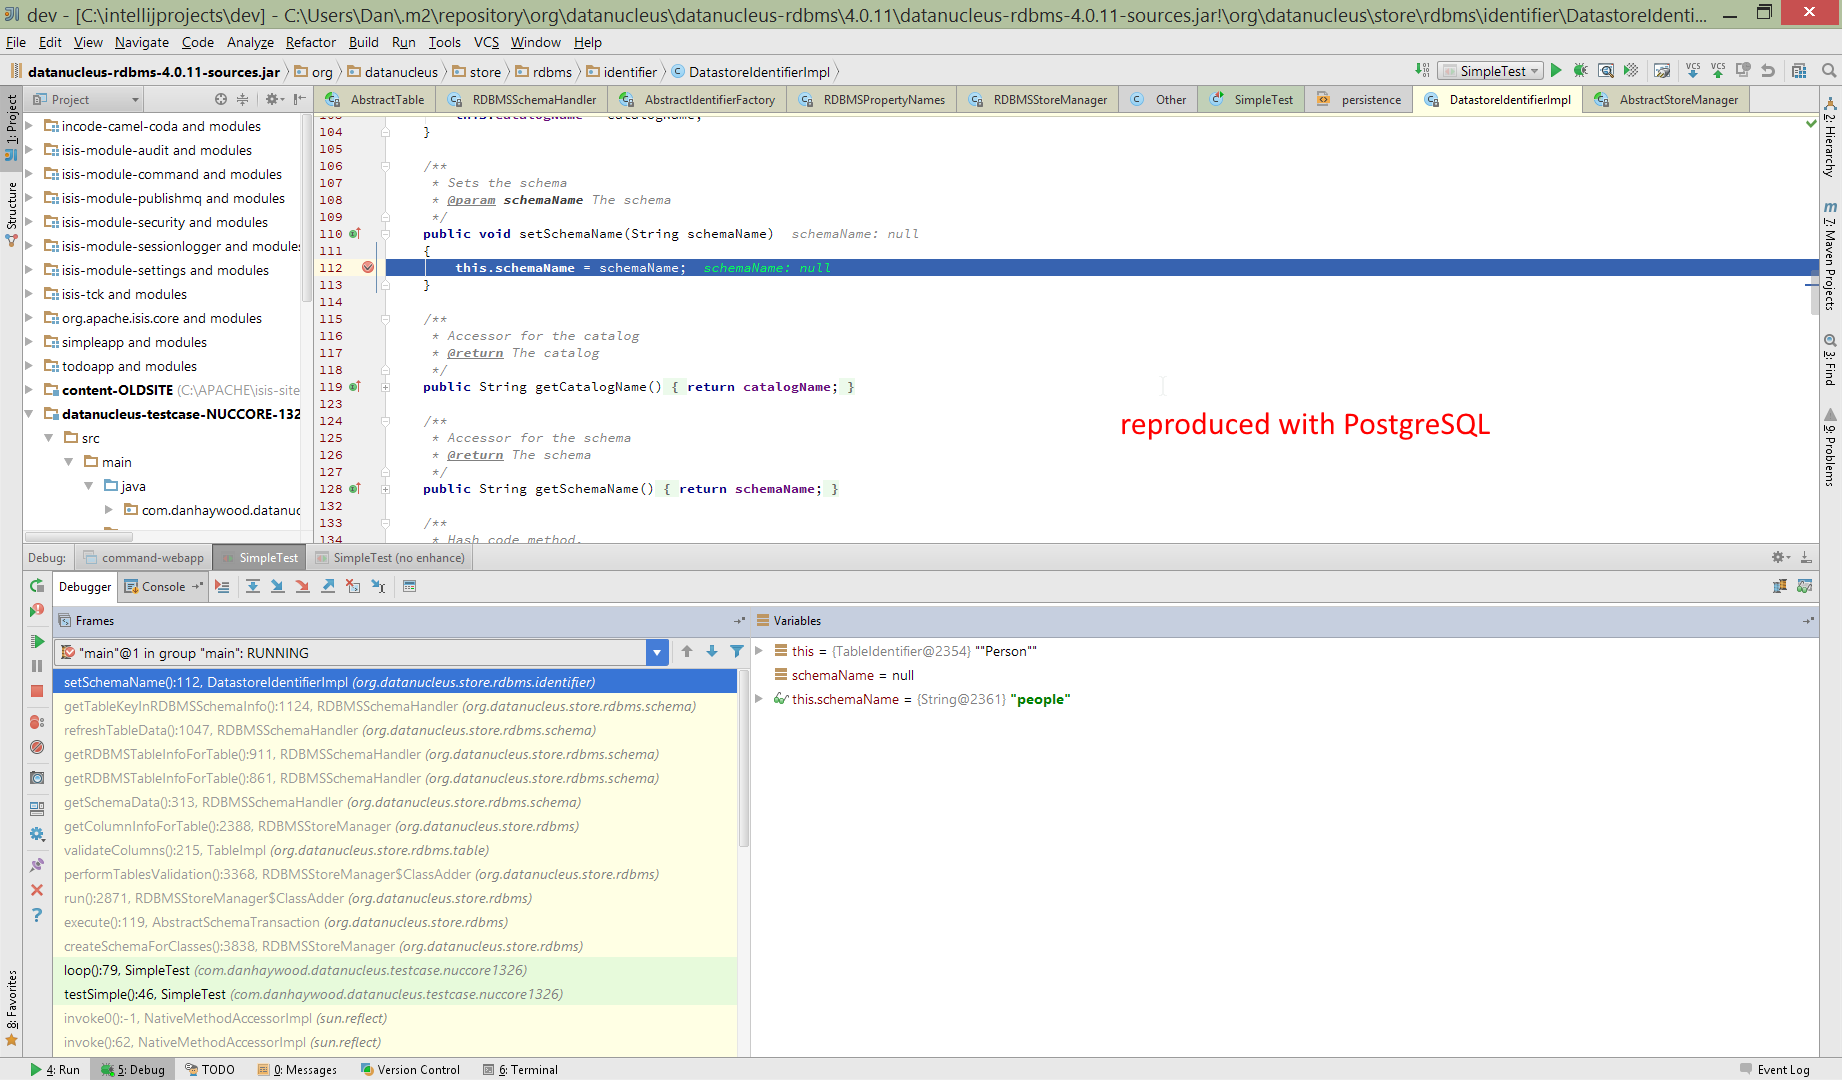 dev - [C:\intellijprojects\dev] - C:\Users\Dan\.m2\repository\org\datanucleus\datanucleus-rdbms\4.0.11\datanucleus-rdbms-4.0.11-sources.jar!\org\datanucleus\store\rdbms\identifier\DatastoreIdenti...
File Edit View Navigate Code Analyze Refactor Build Run Tools VCS Window Help
datanucleus-rdbms-4.0.11-sources.jar org datanucleus store rdbms identifier DatastoreIdentifierImpl SimpleTest VCS VCS
Project AbstractTable RDBMSSchemaHandler AbstractIdentifierFactory RDBMSPropertyNames RDBMSStoreManager Other SimpleTest persistence DatastoreIdentifierImpl AbstractStoreManager
1: Project
Structure
incode-camel-coda and modules
isis-module-audit and modules
isis-module-command and modules
isis-module-publishmq and modules
isis-module-security and modules
isis-module-sessionlogger and modules
isis-module-settings and modules
isis-tck and modules
org.apache.isis.core and modules
simpleapp and modules
todoapp and modules
content-OLDSITE (C:\APACHE\isis-site
datanucleus-testcase-NUCCORE-132
src
main
java
com.danhaywood.datanuc
103 this.catalogName = catalogName;
104 }
105
106 /**
107 * Sets the schema
108 * @param schemaName The schema
109 */
110 public void setSchemaName(String schemaName) schemaName: null
111 {
112 this.schemaName = schemaName; schemaName: null
113 }
114
115 /**
116 * Accessor for the catalog
117 * @return The catalog
118 */
119 public String getCatalogName() { return catalogName; }
123
124 /**
125 * Accessor for the schema
126 * @return The schema
127 */
128 public String getSchemaName() { return schemaName; }
132
133 /**
134 * Hash code method.
reproduced with PostgreSQL
2: Hierarchy
m 7: Maven Projects
3: Find
9: Problems
Debug: command-webapp SimpleTest SimpleTest (no enhance)
Debugger Console
Frames
"main"@1 in group "main": RUNNING
setSchemaName():112, DatastoreIdentifierImpl (org.datanucleus.store.rdbms.identifier)
getTableKeyInRDBMSSchemaInfo():1124, RDBMSSchemaHandler (org.datanucleus.store.rdbms.schema)
refreshTableData():1047, RDBMSSchemaHandler (org.datanucleus.store.rdbms.schema)
getRDBMSTableInfoForTable():911, RDBMSSchemaHandler (org.datanucleus.store.rdbms.schema)
getRDBMSTableInfoForTable():861, RDBMSSchemaHandler (org.datanucleus.store.rdbms.schema)
getSchemaData():313, RDBMSSchemaHandler (org.datanucleus.store.rdbms.schema)
getColumnInfoForTable():2388, RDBMSStoreManager (org.datanucleus.store.rdbms)
validateColumns():215, TableImpl (org.datanucleus.store.rdbms.table)
performTablesValidation():3368, RDBMSStoreManager$ClassAdder (org.datanucleus.store.rdbms)
run():2871, RDBMSStoreManager$ClassAdder (org.datanucleus.store.rdbms)
execute():119, AbstractSchemaTransaction (org.datanucleus.store.rdbms)
createSchemaForClasses():3838, RDBMSStoreManager (org.datanucleus.store.rdbms)
loop():79, SimpleTest (com.danhaywood.datanucleus.testcase.nuccore1326)
testSimple():46, SimpleTest (com.danhaywood.datanucleus.testcase.nuccore1326)
invoke0():-1, NativeMethodAccessorImpl (sun.reflect)
invoke():62, NativeMethodAccessorImpl (sun.reflect)
Variables
this = {TableIdentifier@2354} ""Person""
schemaName = null
this.schemaName = {String@2361} "people"
8: Favorites
4: Run 5: Debug TODO 0: Messages Version Control 6: Terminal Event Log